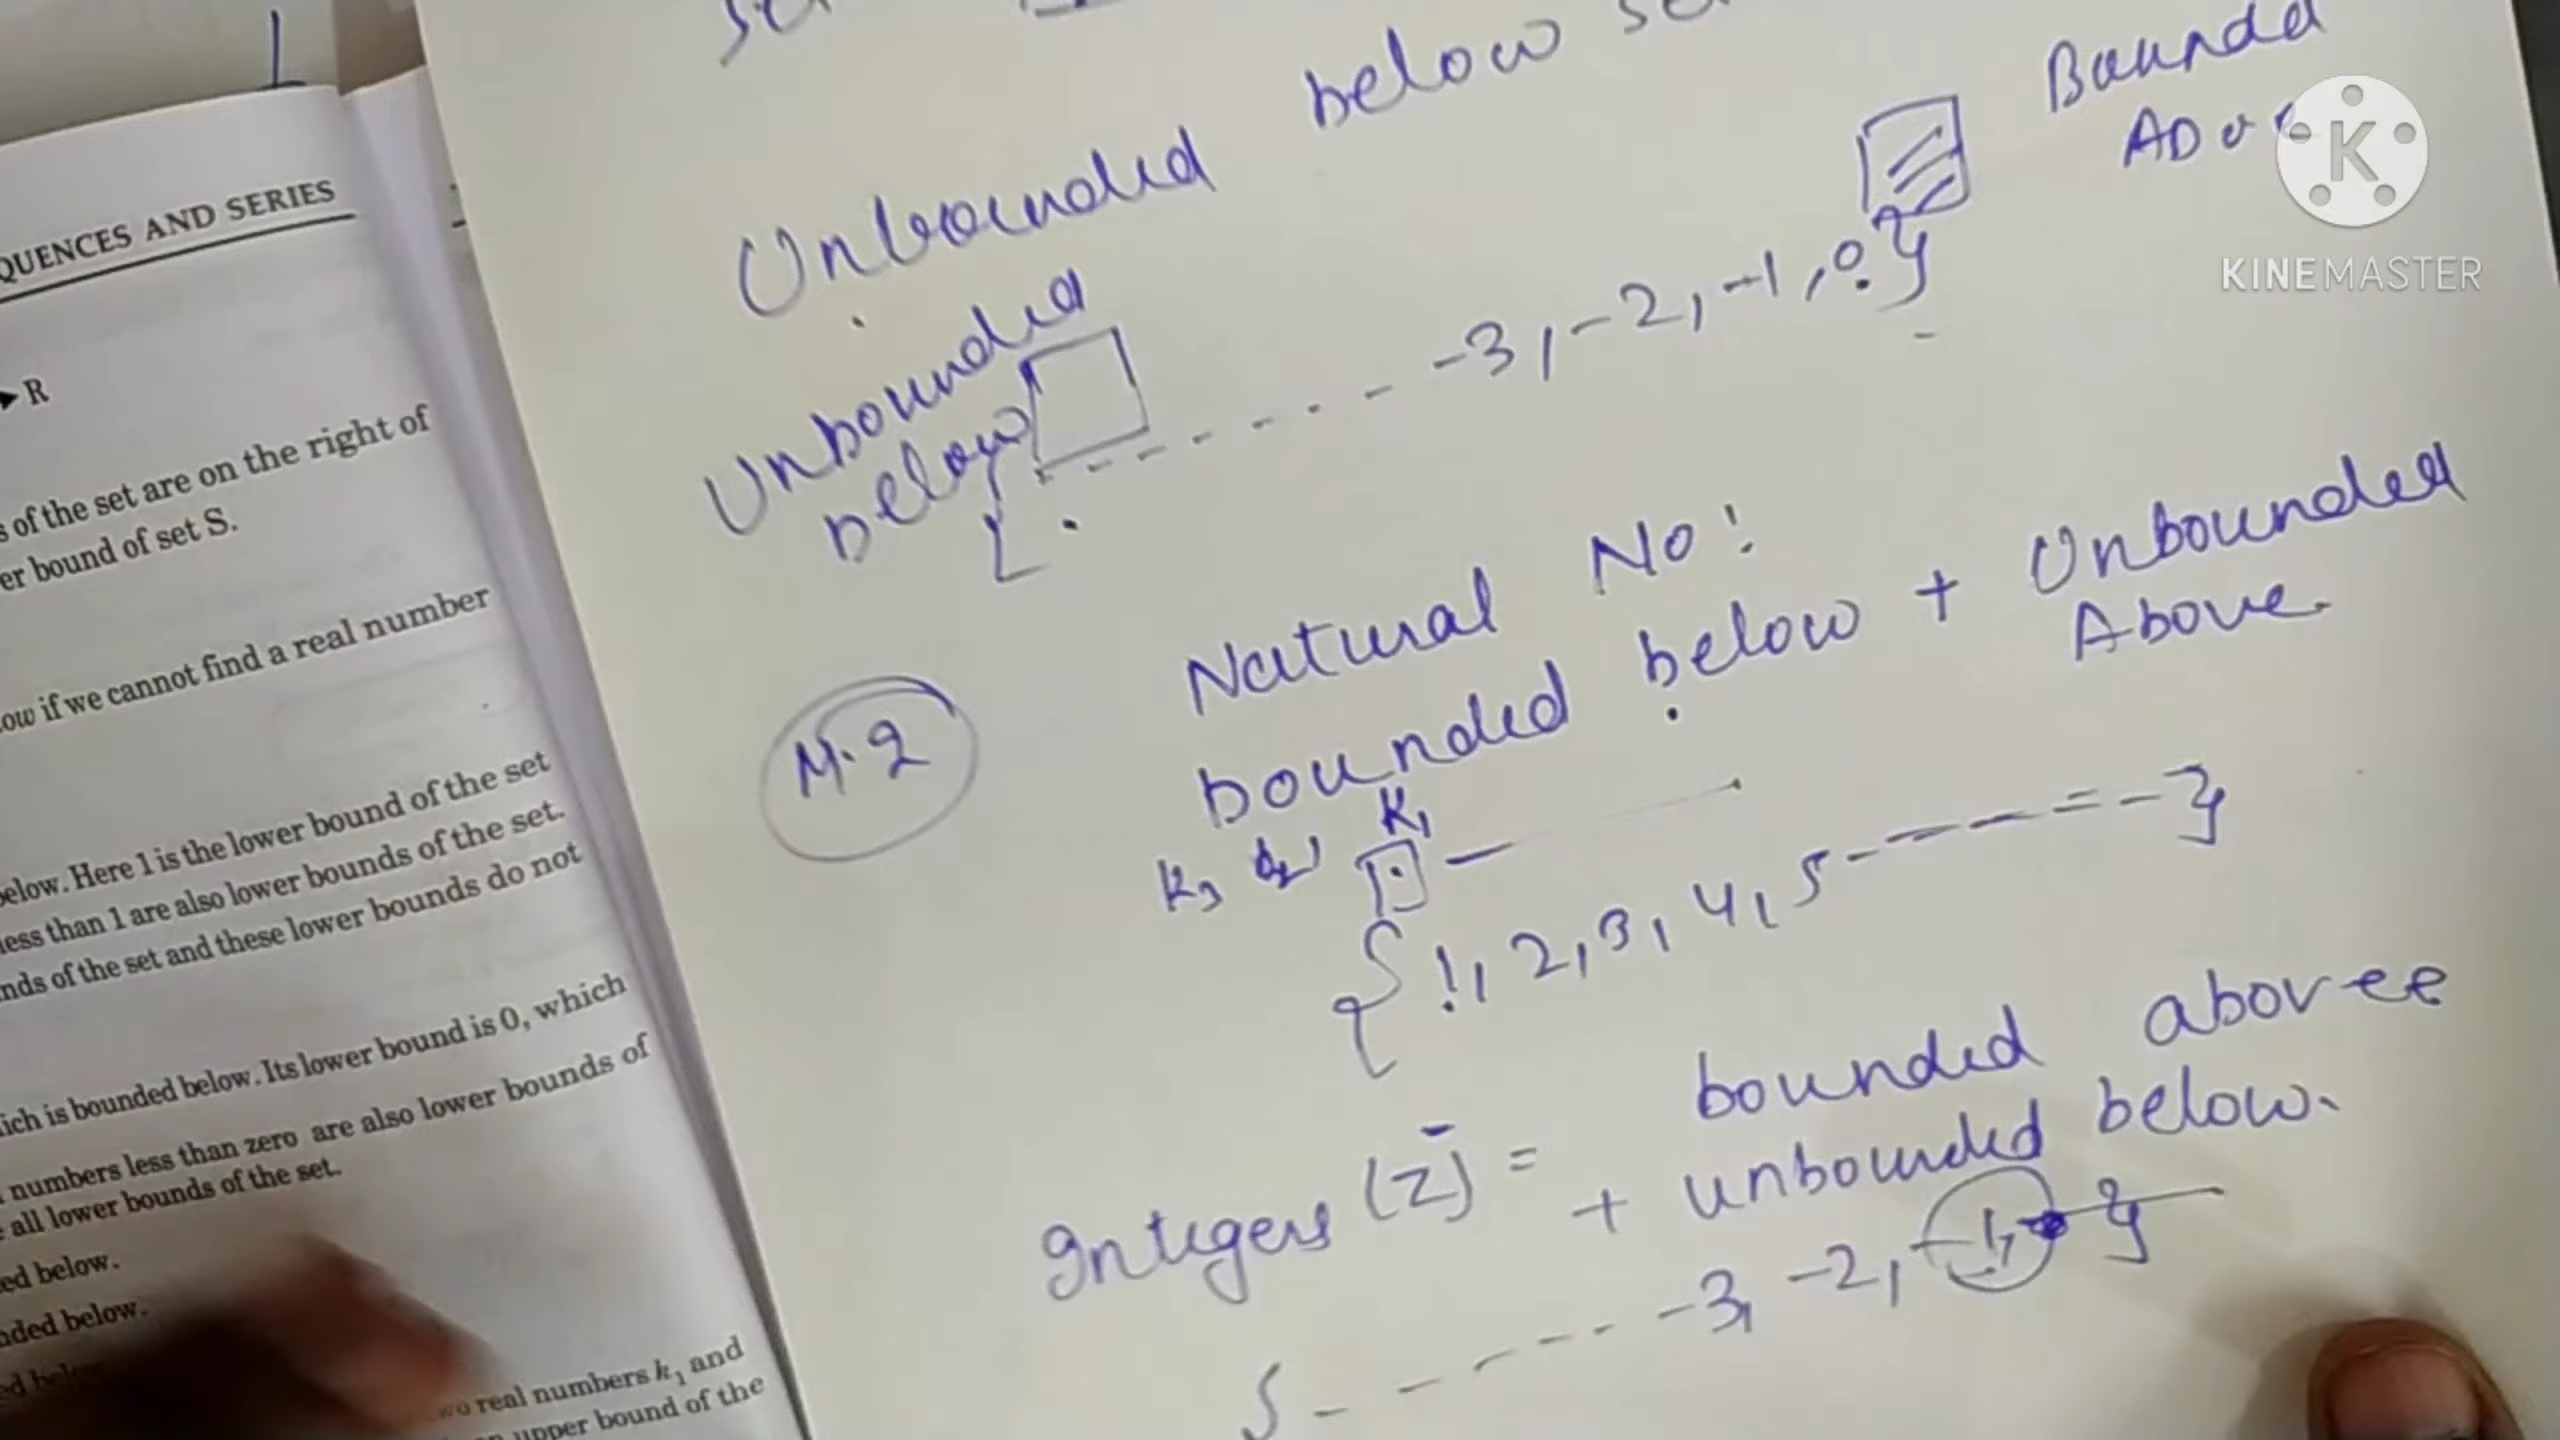 QUENCES AND SERIES
R
s of the set are on the right of
er bound of set S.
ow if we cannot find a real number
elow. Here 1 is the lower bound of the set
less than 1 are also lower bounds of the set.
nds of the set and these lower bounds do not
ich is bounded below. Its lower bound is 0, which
numbers less than zero are also lower bounds of
all lower bounds of the set.
ed below.
nded below.
ed below
wo real numbers k₁ and
upper bound of the
Unbounded below
Bounded
Above
Unbounded
below
-3, -2, -1, 0 }
Natural No:
M.2
bounded below + Unbounded
Above
K₁
K₃
{ 1, 2, 3, 4, 5 ------ }
Integers (Z̄) = bounded abovee
+ unbounded below.
{ ------ -3, -2, -1, }
K
KINEMASTER